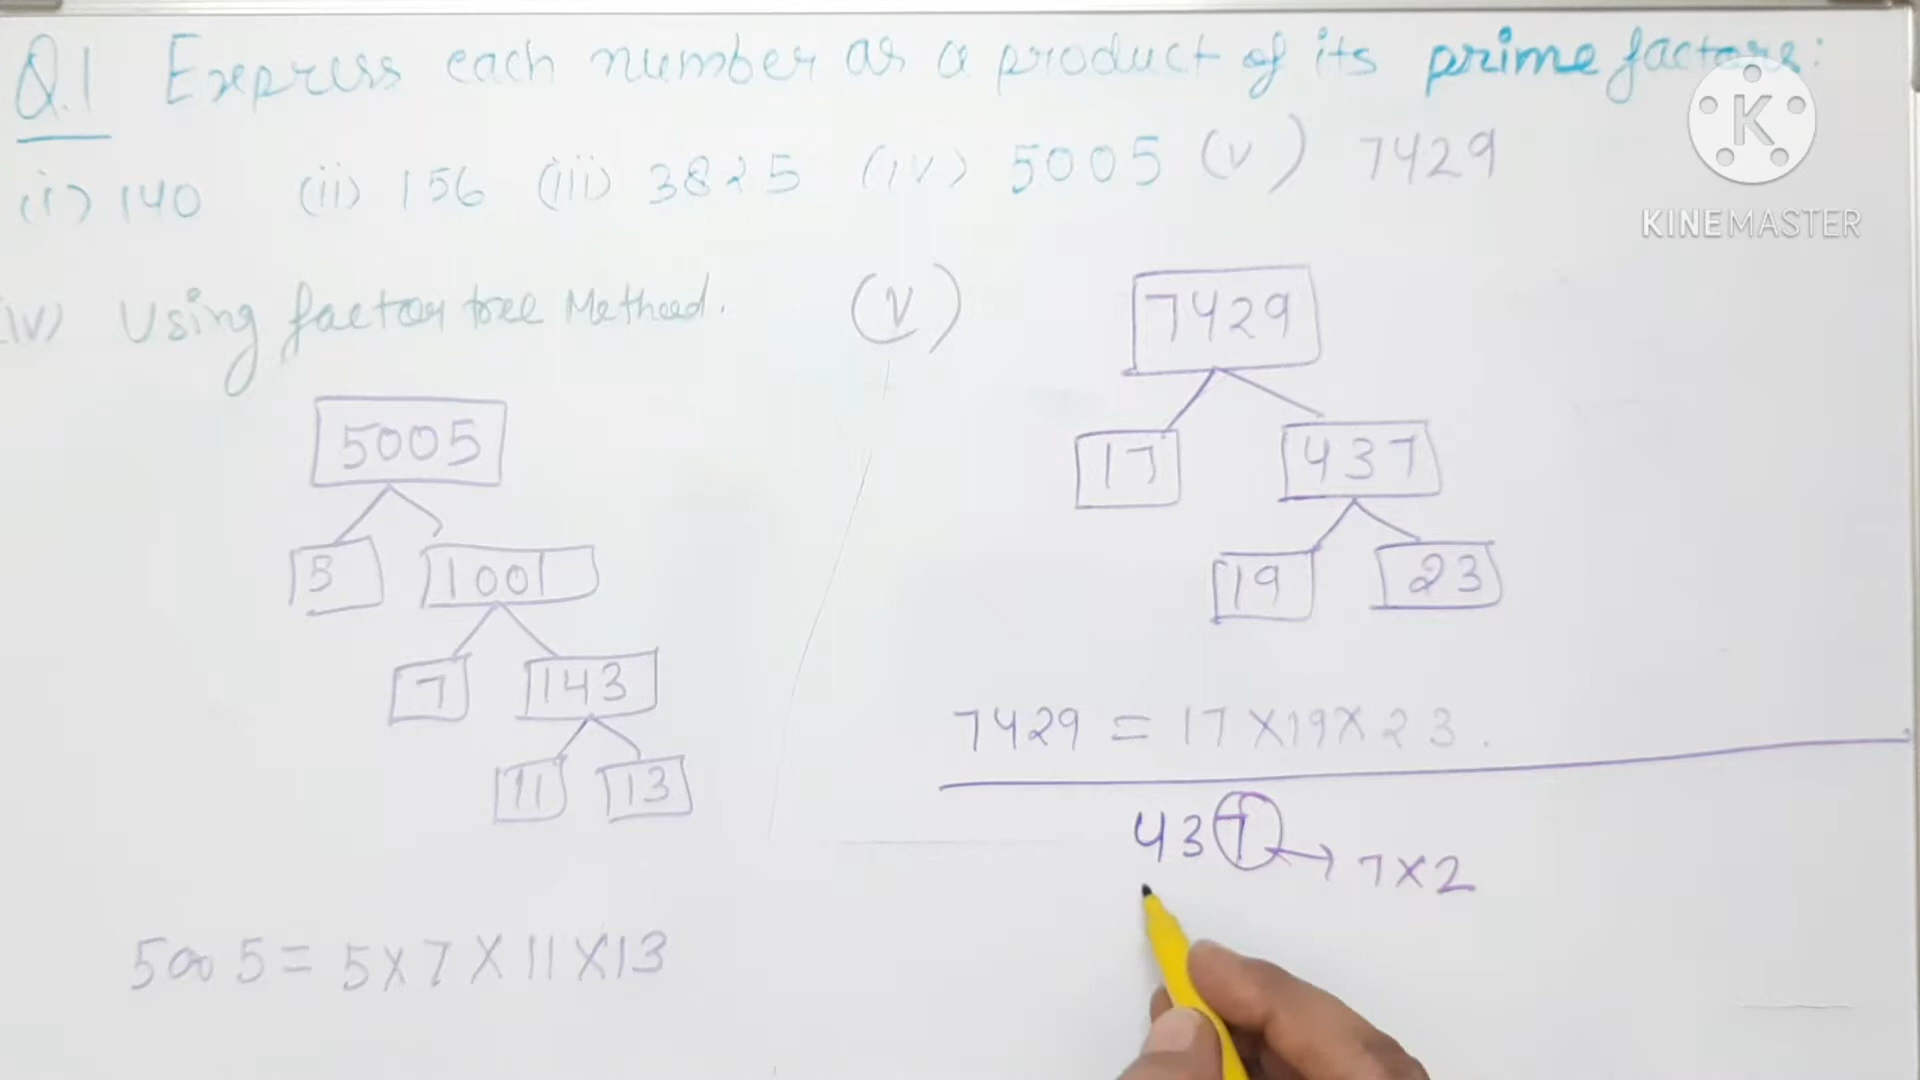 Q.1 Express each number as a product of its prime factors:
(i) 140 (ii) 156 (iii) 3825 (iv) 5005 (v) 7429
K
KINEMASTER
(iv) Using factor tree Method.
5005
5 1001
7 143
11 13
5005 = 5×7×11×13
(v)
7429
17 437
19 23
7429 = 17×19×23.
437 → 7×2